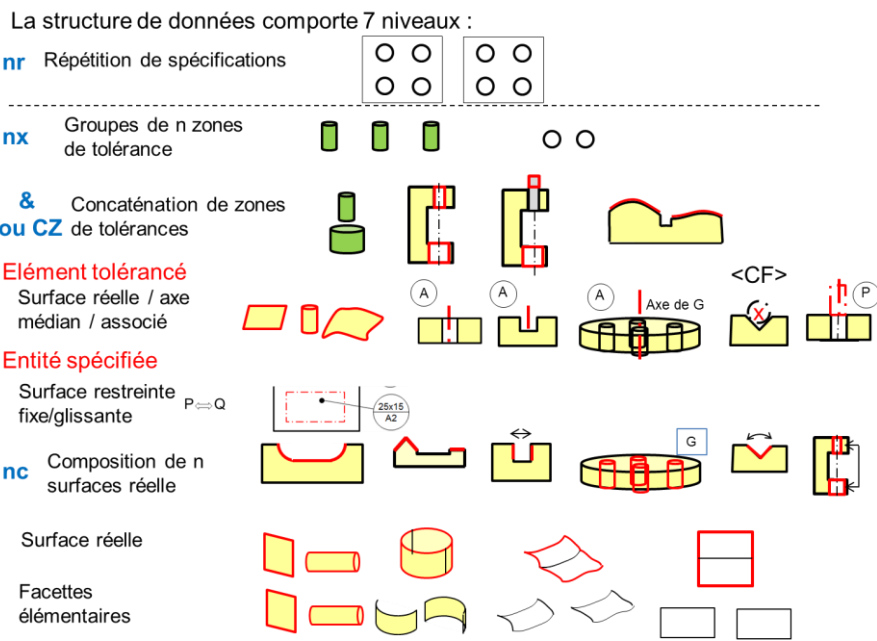 La structure de données comporte 7 niveaux :
nr Répétition de spécifications
nx Groupes de n zones
de tolérance
& Concaténation de zones
ou CZ de tolérances
Elément tolérancé
Surface réelle / axe
médian / associé
A
A
A
Axe de G
<CF>
X
P
Entité spécifiée
Surface restreinte
fixe/glissante
P⇔Q
25x15
A2
nc Composition de n
surfaces réelle
G
Surface réelle
Facettes
élémentaires